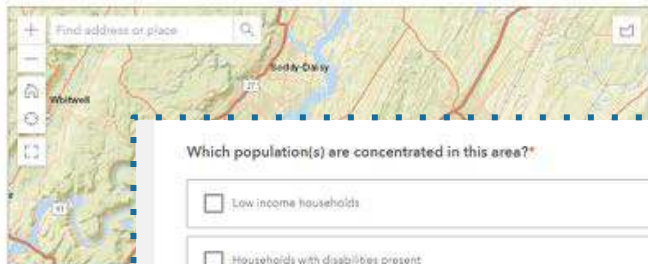 Find address or place
Soddy-Daisy
Whitwell
Which population(s) are concentrated in this area?*
Low income households
Households with disabilities present